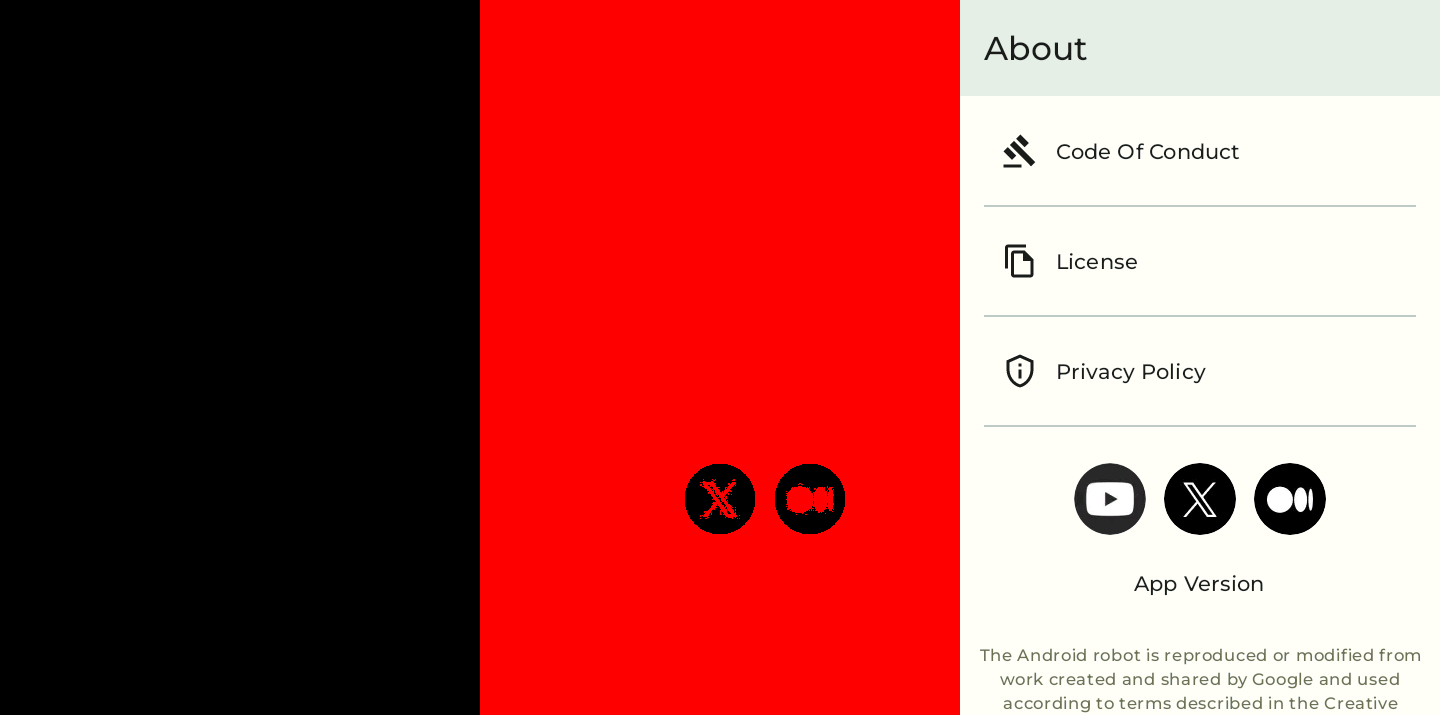 About
Code Of Conduct
License
Privacy Policy
App Version
The Android robot is reproduced or modified from
work created and shared by Google and used
according to terms described in the Creative